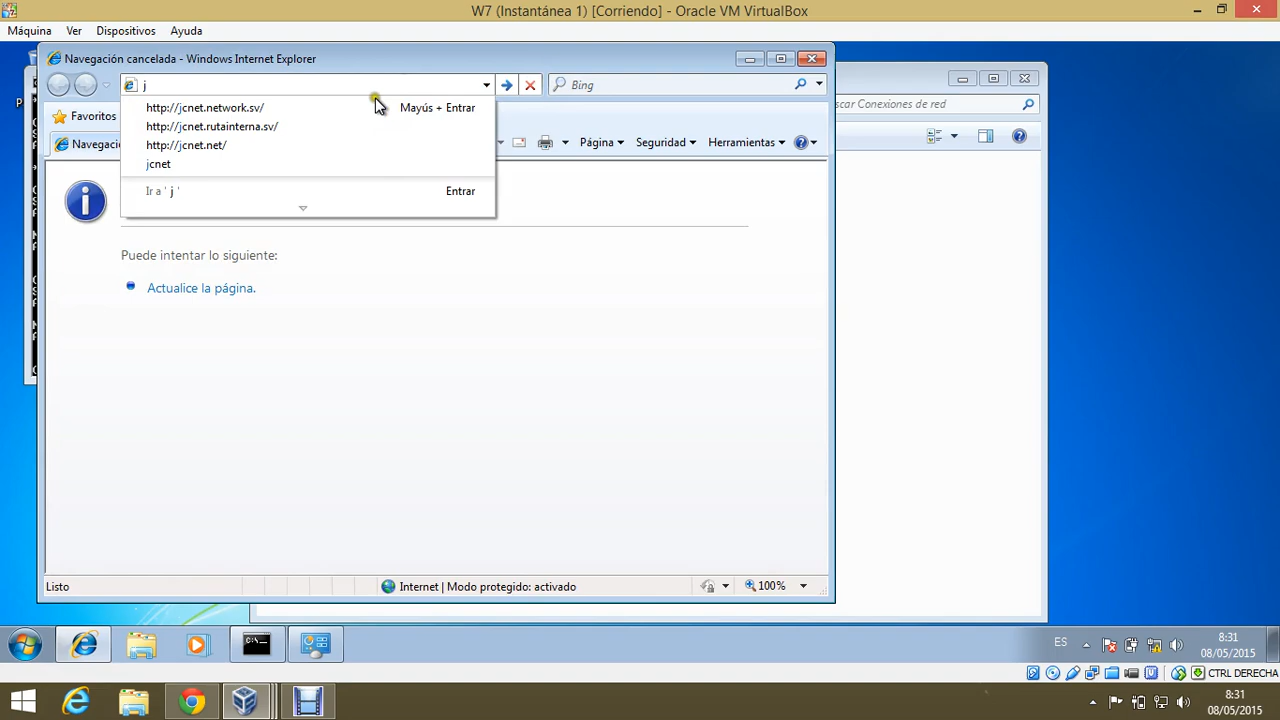 W7 (Instantánea 1) [Corriendo] - Oracle VM VirtualBox
Máquina Ver Dispositivos Ayuda
Navegación cancelada - Windows Internet Explorer
j
Bing
scar Conexiones de red
http://jcnet.network.sv/ Mayús + Entrar
Favoritos
http://jcnet.rutainterna.sv/
Navegació
http://jcnet.net/
Página Seguridad Herramientas
jcnet
Ir a ' j ' Entrar
Puede intentar lo siguiente:
Actualice la página.
Listo
Internet | Modo protegido: activado
100%
ES
8:31
08/05/2015
CTRL DERECHA
8:31
08/05/2015